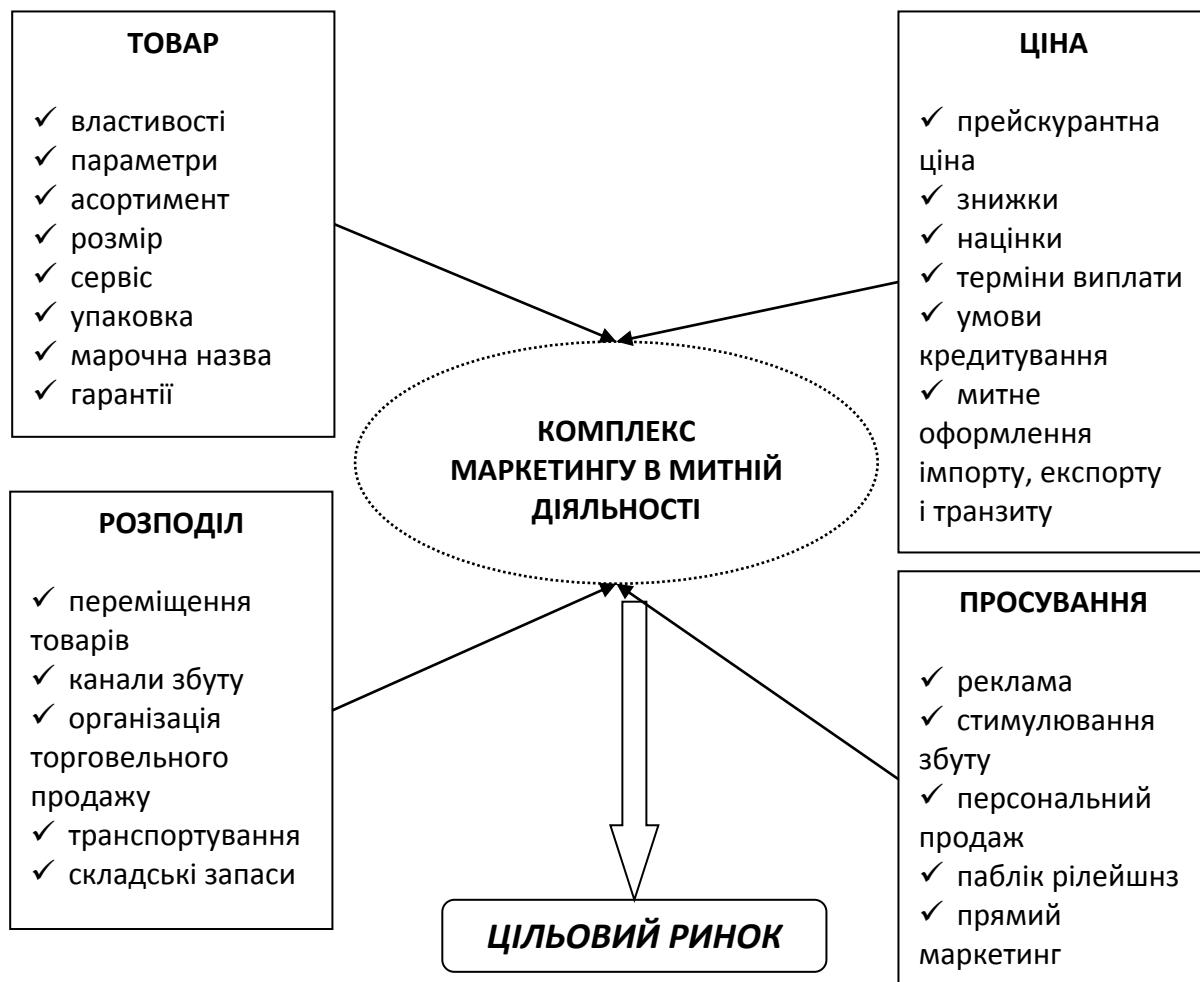 ТОВАР
✓ властивості
✓ параметри
✓ асортимент
✓ розмір
✓ сервіс
✓ упаковка
✓ марочна назва
✓ гарантії
ЦІНА
✓ прейскурантна
ціна
✓ знижки
✓ націнки
✓ терміни виплати
✓ умови
кредитування
✓ митне
оформлення
імпорту, експорту
і транзиту
КОМПЛЕКС
МАРКЕТИНГУ В МИТНІЙ
ДІЯЛЬНОСТІ
РОЗПОДІЛ
✓ переміщення
товарів
✓ канали збуту
✓ організація
торговельного
продажу
✓ транспортування
✓ складські запаси
ПРОСУВАННЯ
✓ реклама
✓ стимулювання
збуту
✓ персональний
продаж
✓ паблік рілейшнз
✓ прямий
маркетинг
ЦІЛЬОВИЙ РИНОК